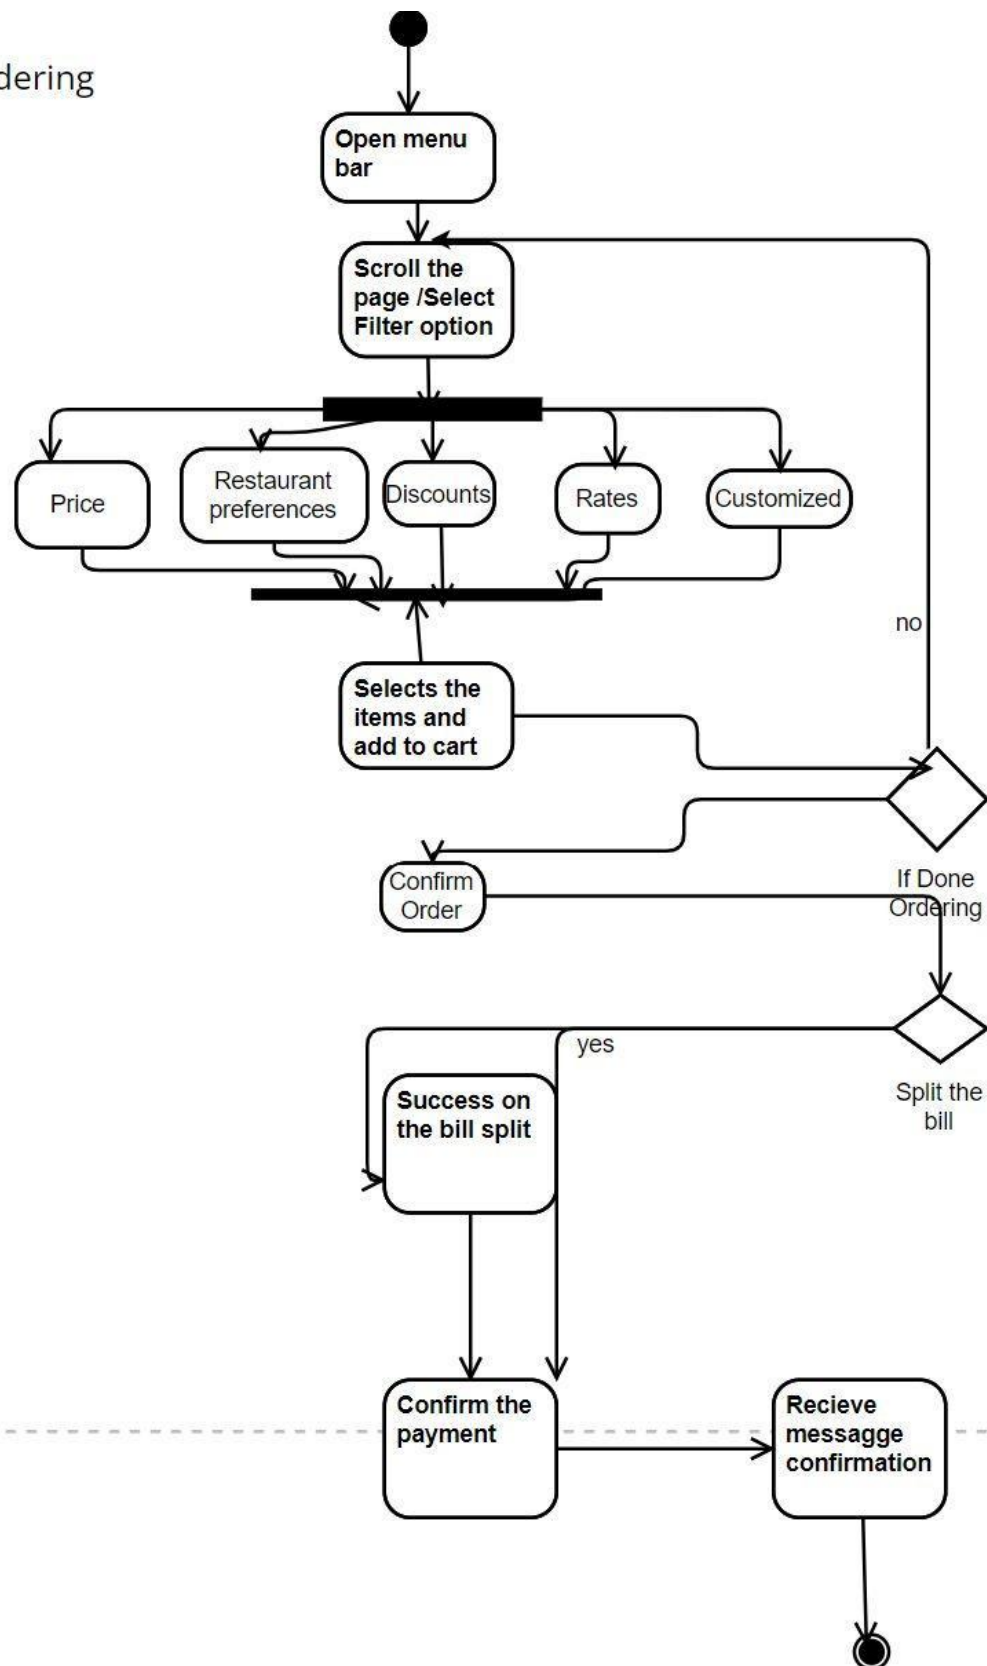 dering
Open menu
bar
Scroll the
page /Select
Filter option
Price
Restaurant
preferences
Discounts
Rates
Customized
no
Selects the
items and
add to cart
Confirm
Order
If Done
Ordering
yes
Split the
bill
Success on
the bill split
Confirm the
payment
Recieve
messagge
confirmation